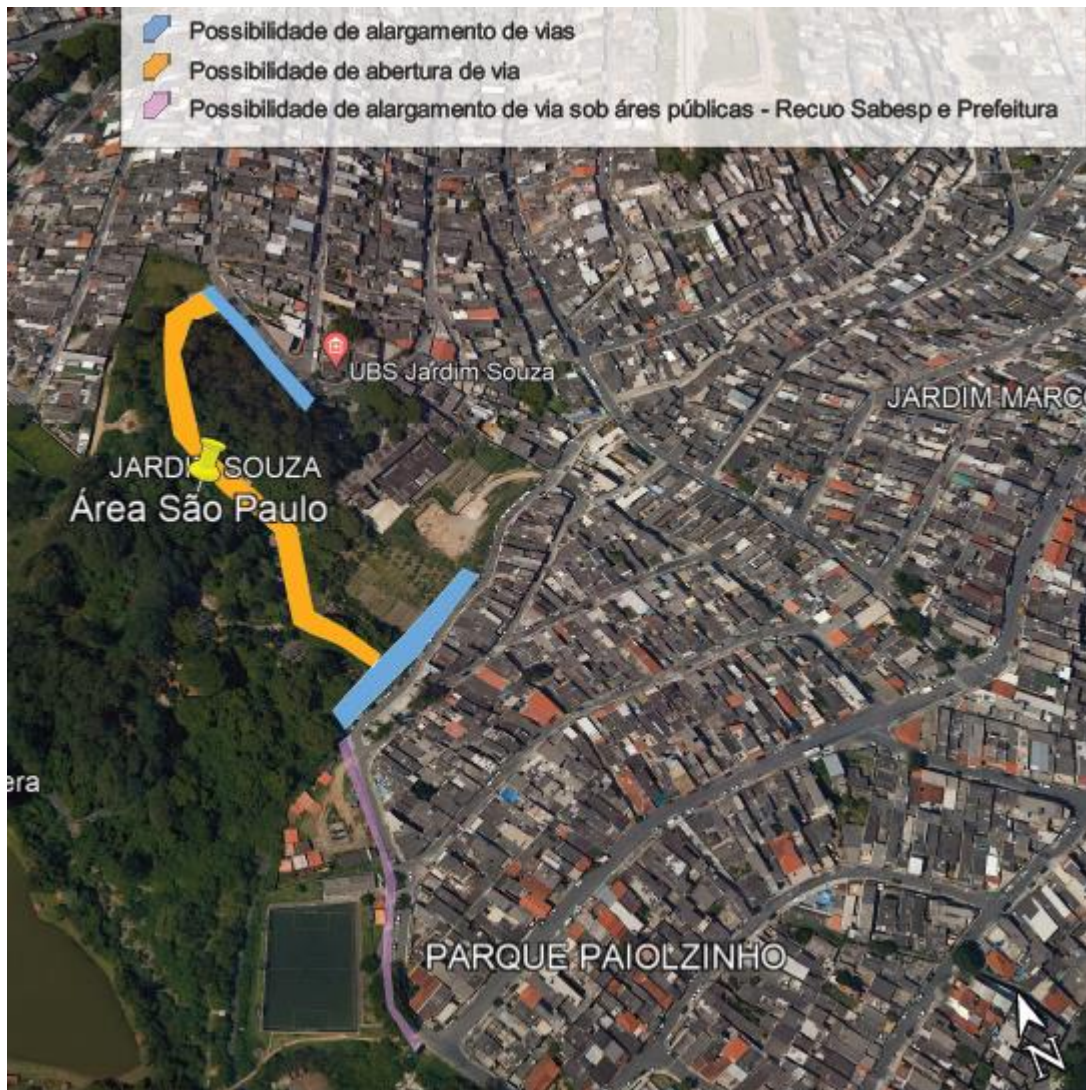 Possibilidade de alargamento de vias
Possibilidade de abertura de via
Possibilidade de alargamento de via sob áres públicas - Recuo Sabesp e Prefeitura
UBS Jardim Souza
JARDIM MARC
JARDI SOUZA
Área São Paulo
era
PARQUE PAIOLZINHO
N